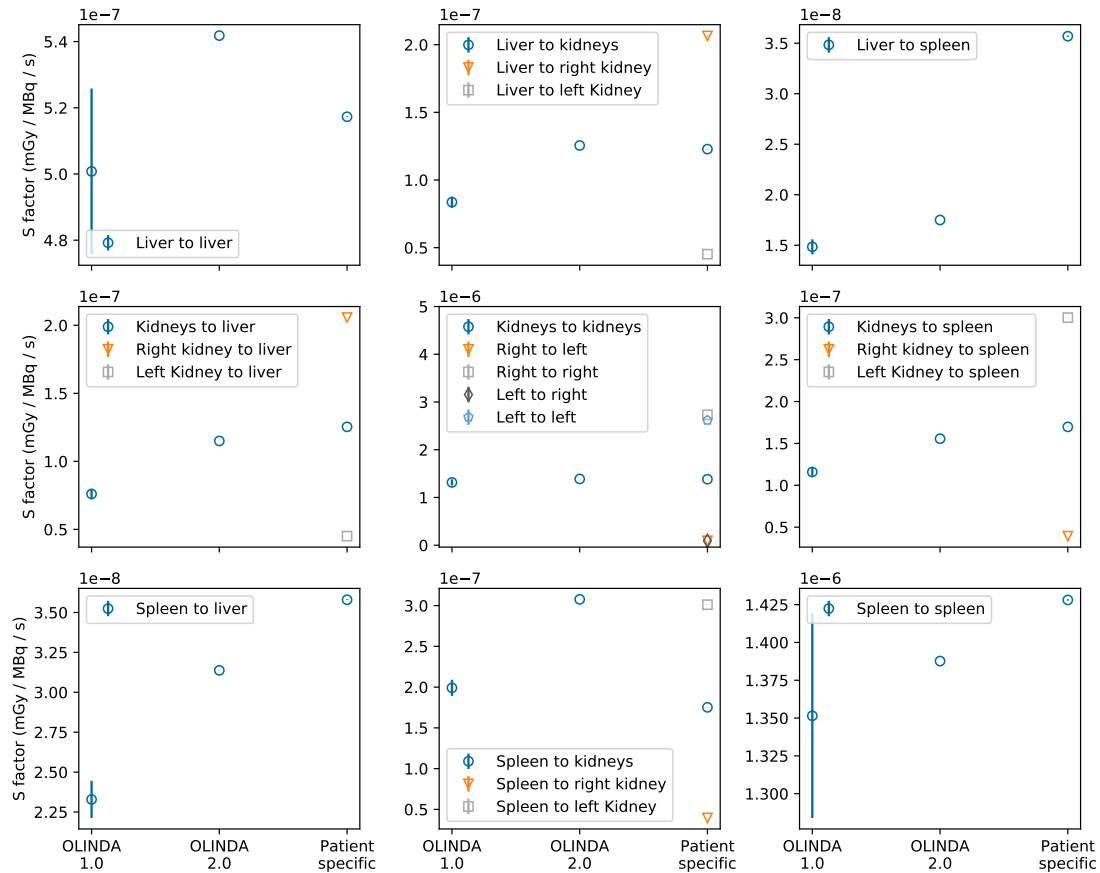 1e−7
5.4
5.2
5.0
4.8
S factor (mGy / MBq / s)
Liver to liver
1e−7
2.0
1.5
1.0
0.5
Liver to kidneys
Liver to right kidney
Liver to left Kidney
1e−8
3.5
3.0
2.5
2.0
1.5
Liver to spleen
1e−7
2.0
1.5
1.0
0.5
S factor (mGy / MBq / s)
Kidneys to liver
Right kidney to liver
Left Kidney to liver
1e−6
5
4
3
2
1
0
Kidneys to kidneys
Right to left
Right to right
Left to right
Left to left
1e−7
3.0
2.5
2.0
1.5
1.0
0.5
Kidneys to spleen
Right kidney to spleen
Left Kidney to spleen
1e−8
3.50
3.25
3.00
2.75
2.50
2.25
S factor (mGy / MBq / s)
Spleen to liver
OLINDA
1.0
OLINDA
2.0
Patient
specific
1e−7
3.0
2.5
2.0
1.5
1.0
0.5
Spleen to kidneys
Spleen to right kidney
Spleen to left Kidney
OLINDA
1.0
OLINDA
2.0
Patient
specific
1e−6
1.425
1.400
1.375
1.350
1.325
1.300
Spleen to spleen
OLINDA
1.0
OLINDA
2.0
Patient
specific